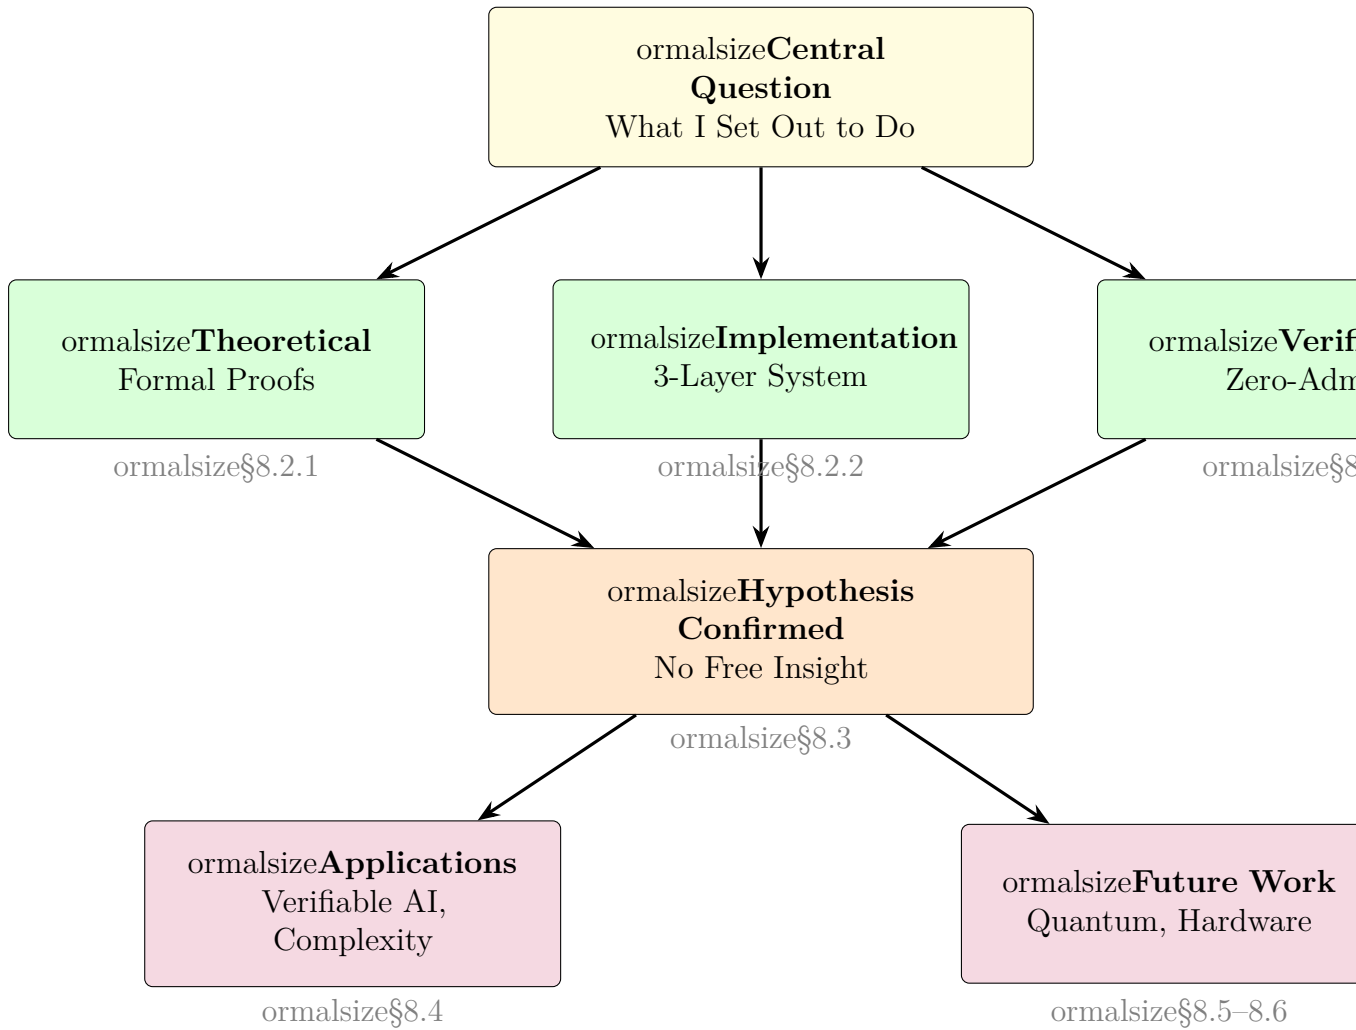 ormalsizeCentral
Question
What I Set Out to Do
ormalsizeTheoretical
Formal Proofs
ormalsizeImplementation
3-Layer System
ormalsizeVerifi
Zero-Adm
ormalsize§8.2.1
ormalsize§8.2.2
ormalsize§8
ormalsizeHypothesis
Confirmed
No Free Insight
ormalsize§8.3
ormalsizeApplications
Verifiable AI,
Complexity
ormalsizeFuture Work
Quantum, Hardware
ormalsize§8.4
ormalsize§8.5–8.6